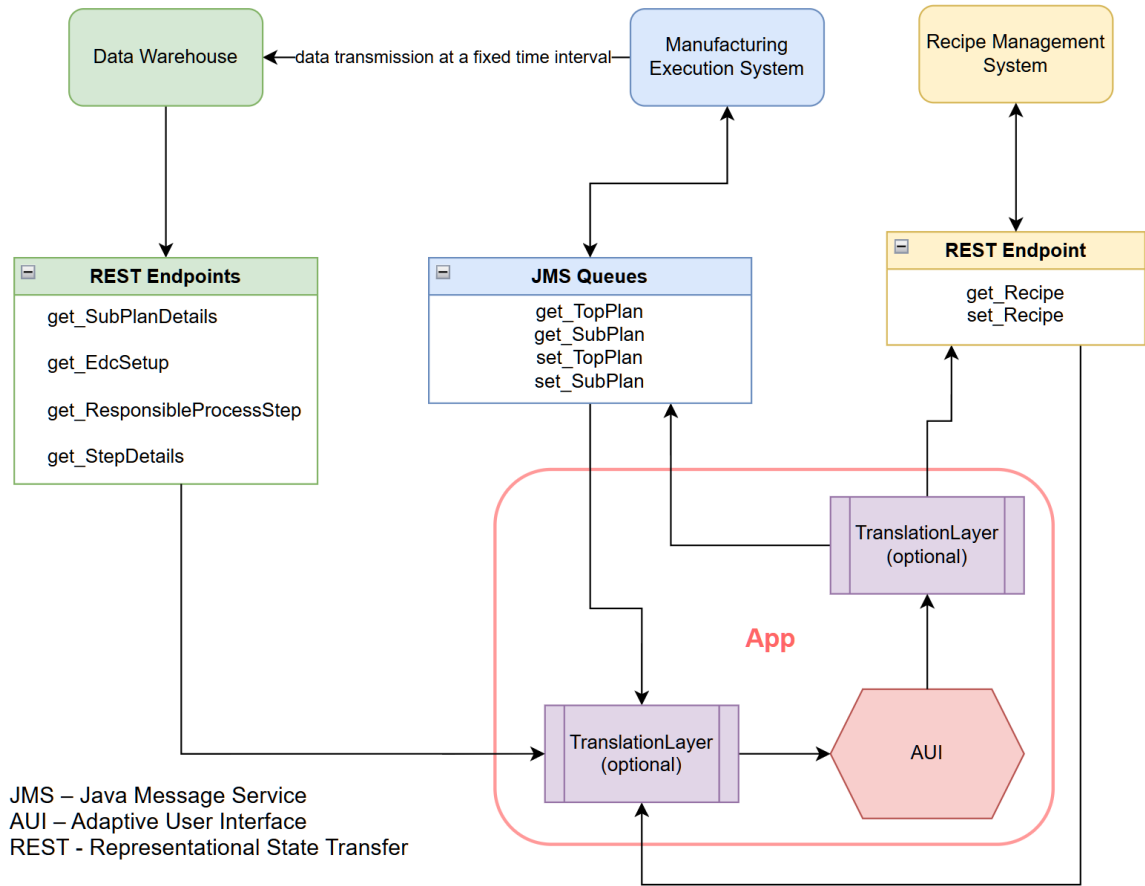 Data Warehouse
data transmission at a fixed time interval
Manufacturing
Execution System
Recipe Management
System
REST Endpoints
get_SubPlanDetails
get_EdcSetup
get_ResponsibleProcessStep
get_StepDetails
JMS Queues
get_TopPlan
get_SubPlan
set_TopPlan
set_SubPlan
REST Endpoint
get_Recipe
set_Recipe
TranslationLayer
(optional)
App
TranslationLayer
(optional)
AUI
JMS – Java Message Service
AUI – Adaptive User Interface
REST - Representational State Transfer